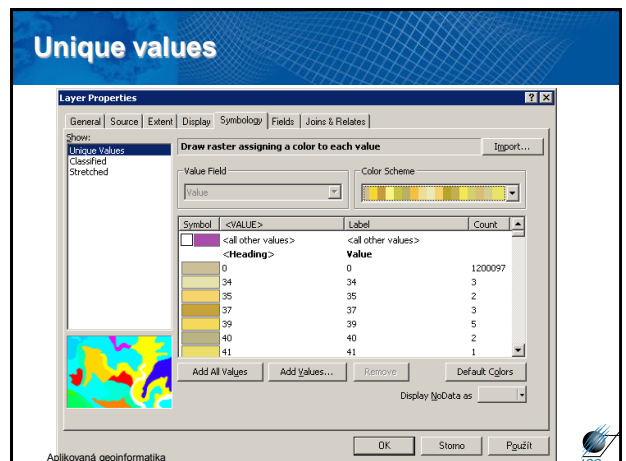 Unique values
Layer Properties
General Source Extent Display Symbology Fields Joins & Relates
Show:
Unique Values
Classified
Stretched
Draw raster assigning a color to each value
Import...
Value Field
Value
Color Scheme
Symbol <VALUE> Label Count
<all other values> <all other values>
<Heading> Value
0 0 1200097
34 34 3
35 35 2
37 37 3
39 39 5
40 40 2
41 41 1
Add All Values Add Values... Remove Default Colors
Display NoData as
OK Storno Použít
Aplikovaná geoinformatika